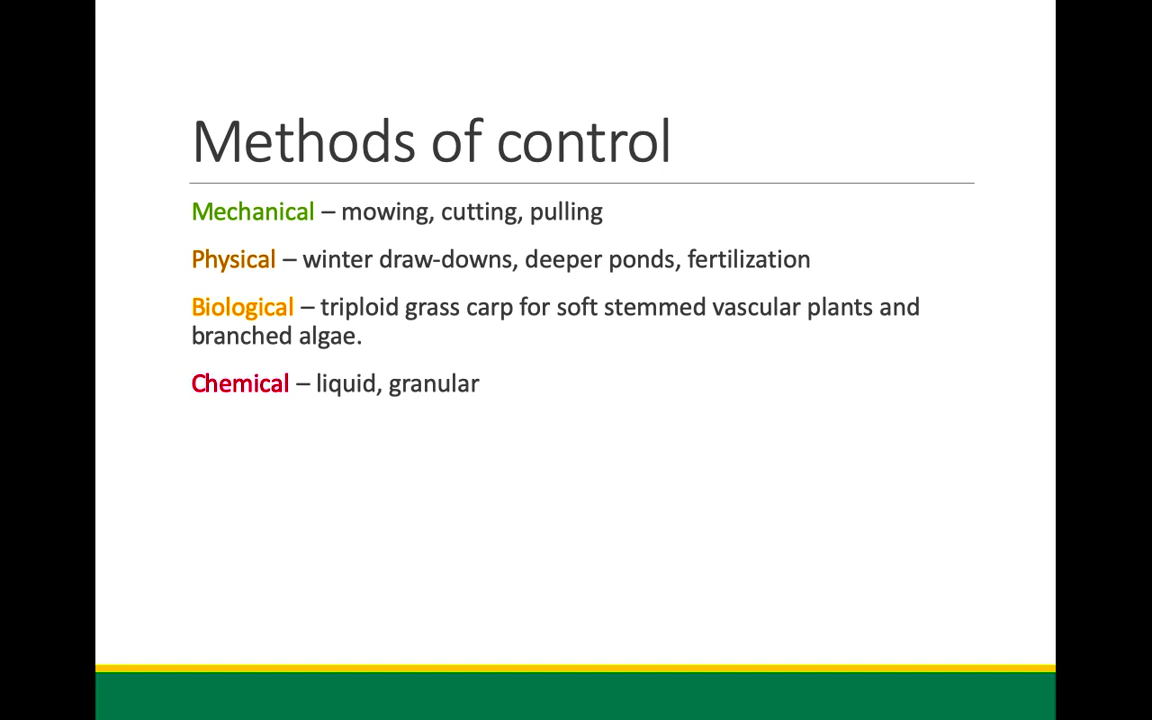 Methods of control
Mechanical – mowing, cutting, pulling
Physical – winter draw-downs, deeper ponds, fertilization
Biological – triploid grass carp for soft stemmed vascular plants and
branched algae.
Chemical – liquid, granular